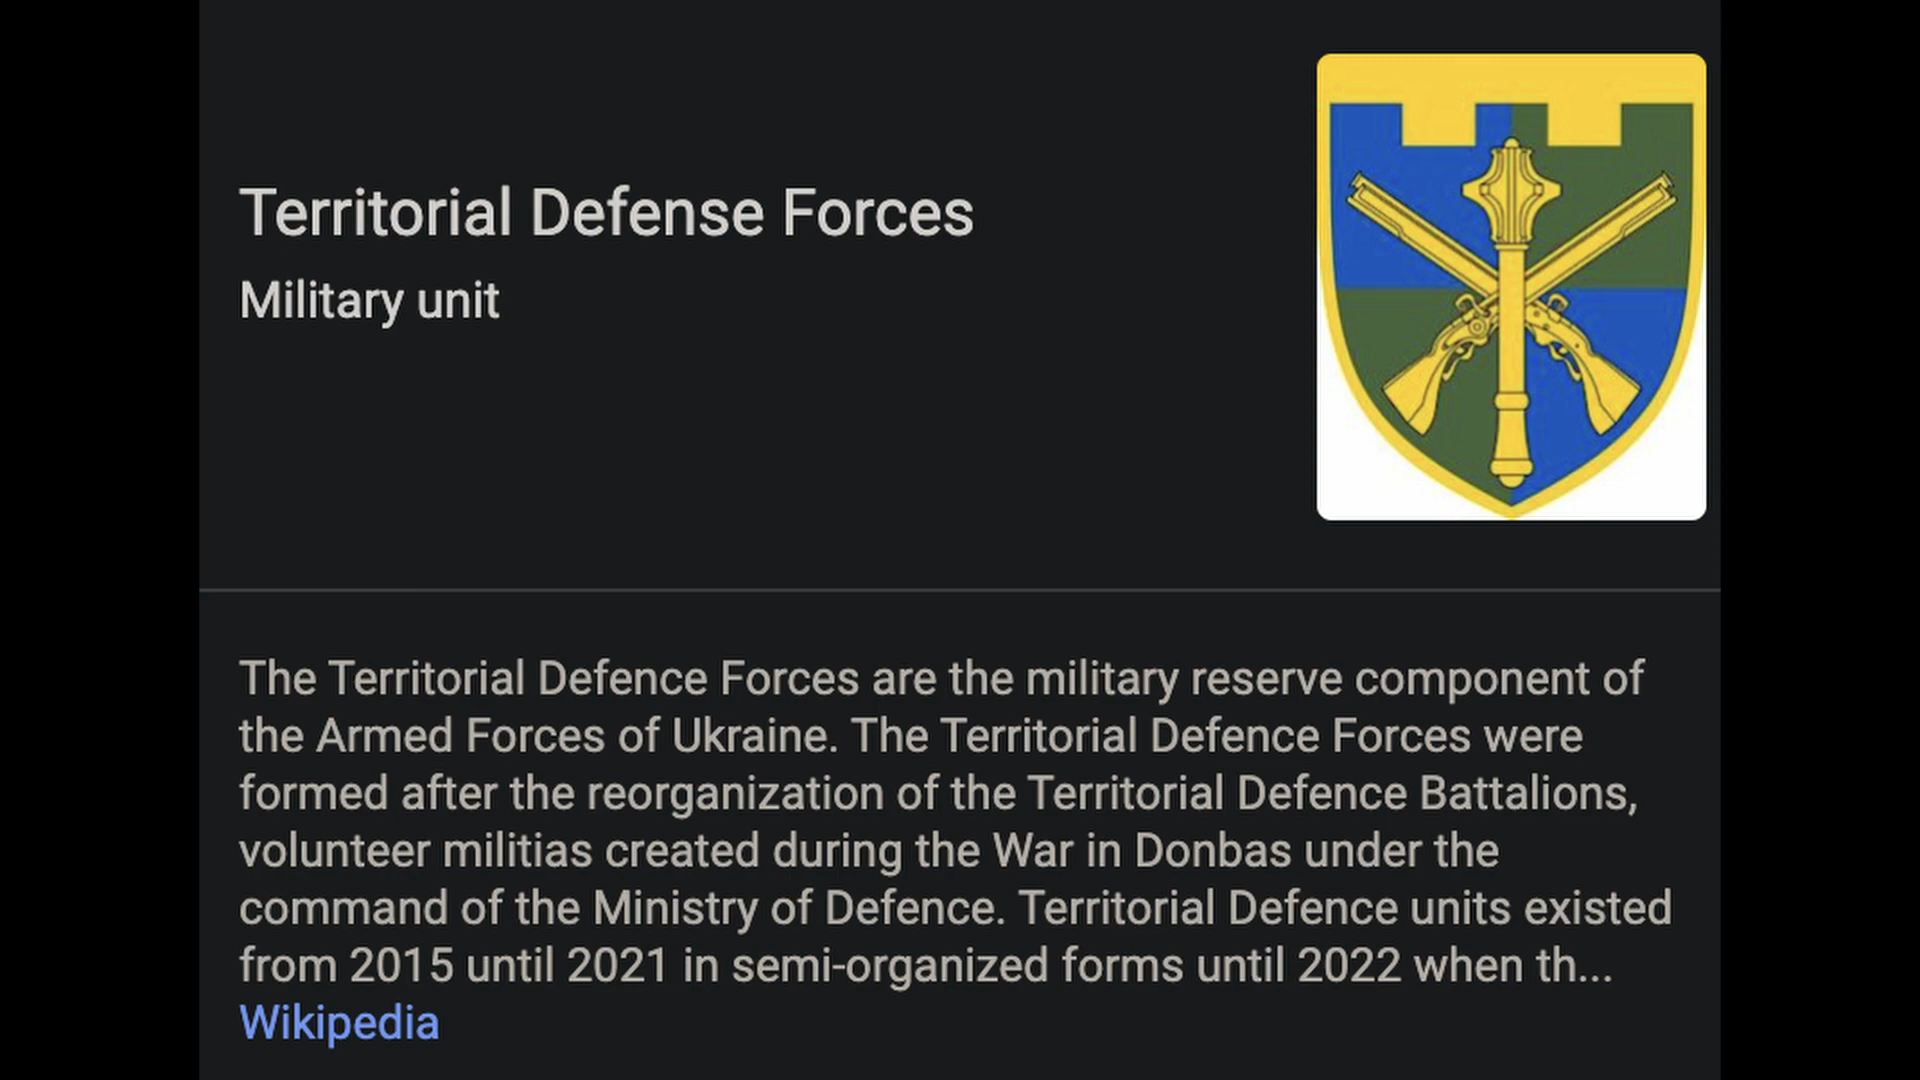 Territorial Defense Forces
Military unit
The Territorial Defence Forces are the military reserve component of
the Armed Forces of Ukraine. The Territorial Defence Forces were
formed after the reorganization of the Territorial Defence Battalions,
volunteer militias created during the War in Donbas under the
command of the Ministry of Defence. Territorial Defence units existed
from 2015 until 2021 in semi-organized forms until 2022 when th...
Wikipedia